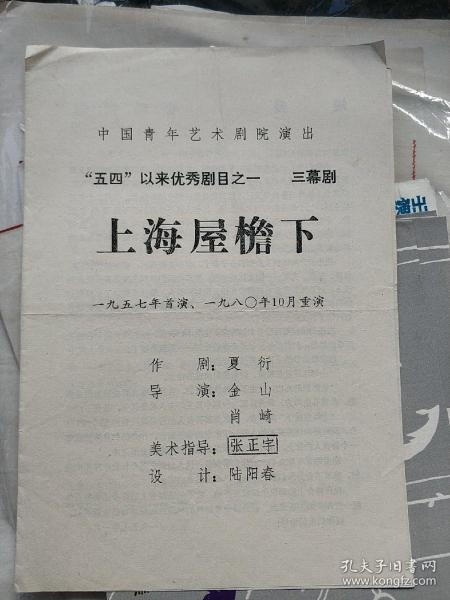 中国青年艺术剧院演出
“五四”以来优秀剧目之一 三幕剧
上海屋檐下
一九五七年首演、一九八〇年10月重演
作 剧：夏 衍
导 演：金 山
肖 崎
美术指导：张正宇
设 计：陆阳春
孔夫子旧书网
www.kongfz.com